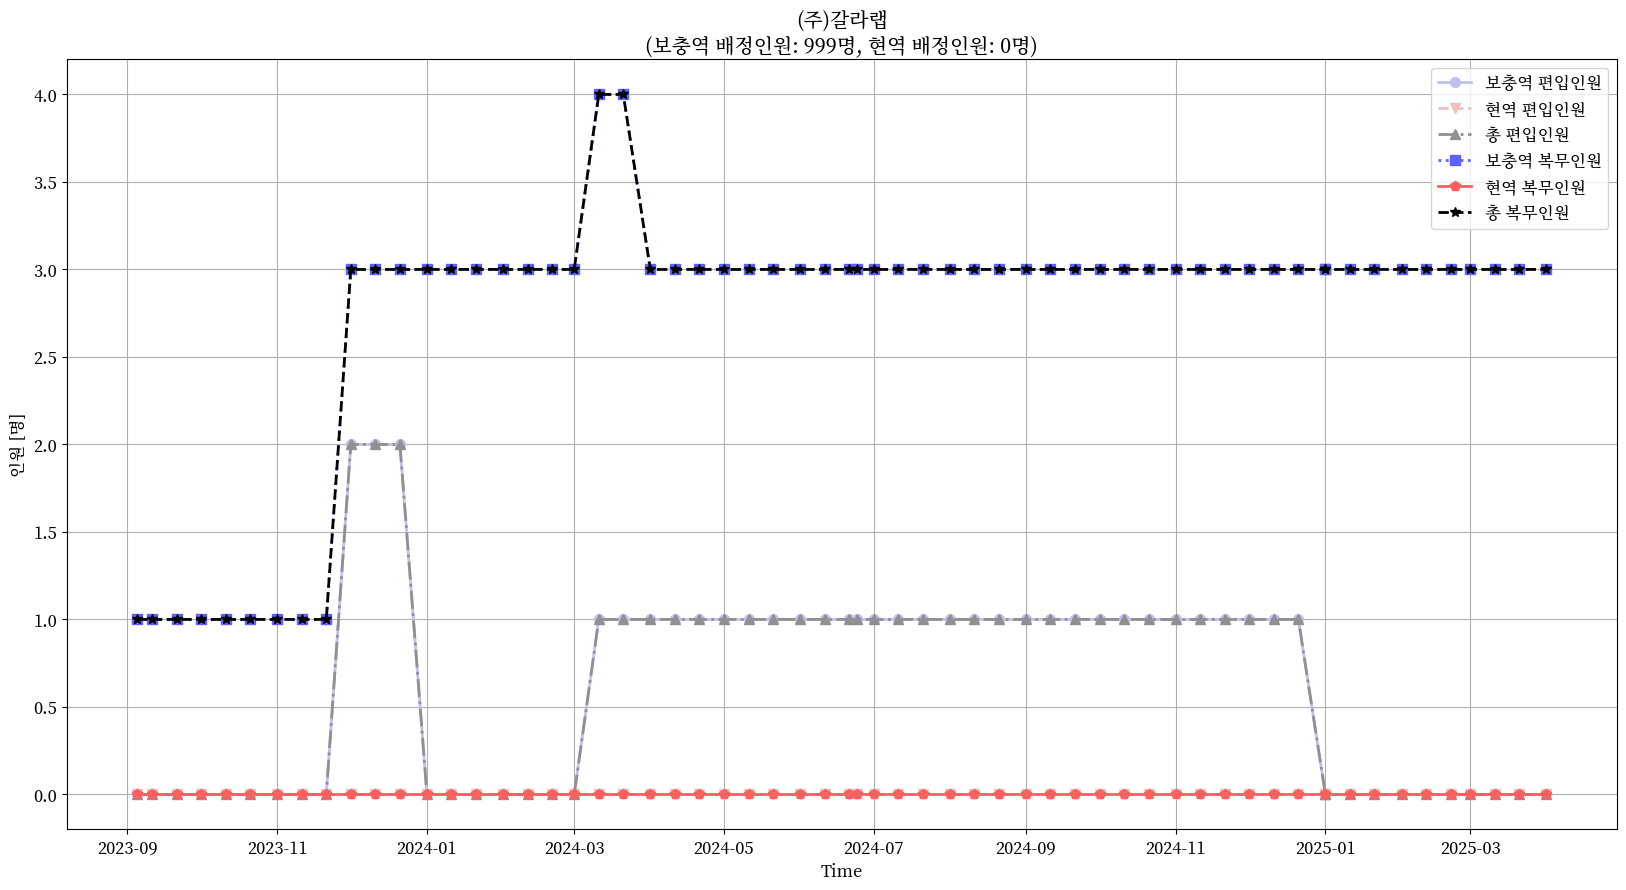 (주)갈라랩
(보충역 배정인원: 999명, 현역 배정인원: 0명)
보충역 편입인원
현역 편입인원
총 편입인원
보충역 복무인원
현역 복무인원
총 복무인원
인원 [명]
4.0
3.5
3.0
2.5
2.0
1.5
1.0
0.5
0.0
2023-09 2023-11 2024-01 2024-03 2024-05 2024-07 2024-09 2024-11 2025-01 2025-03
Time